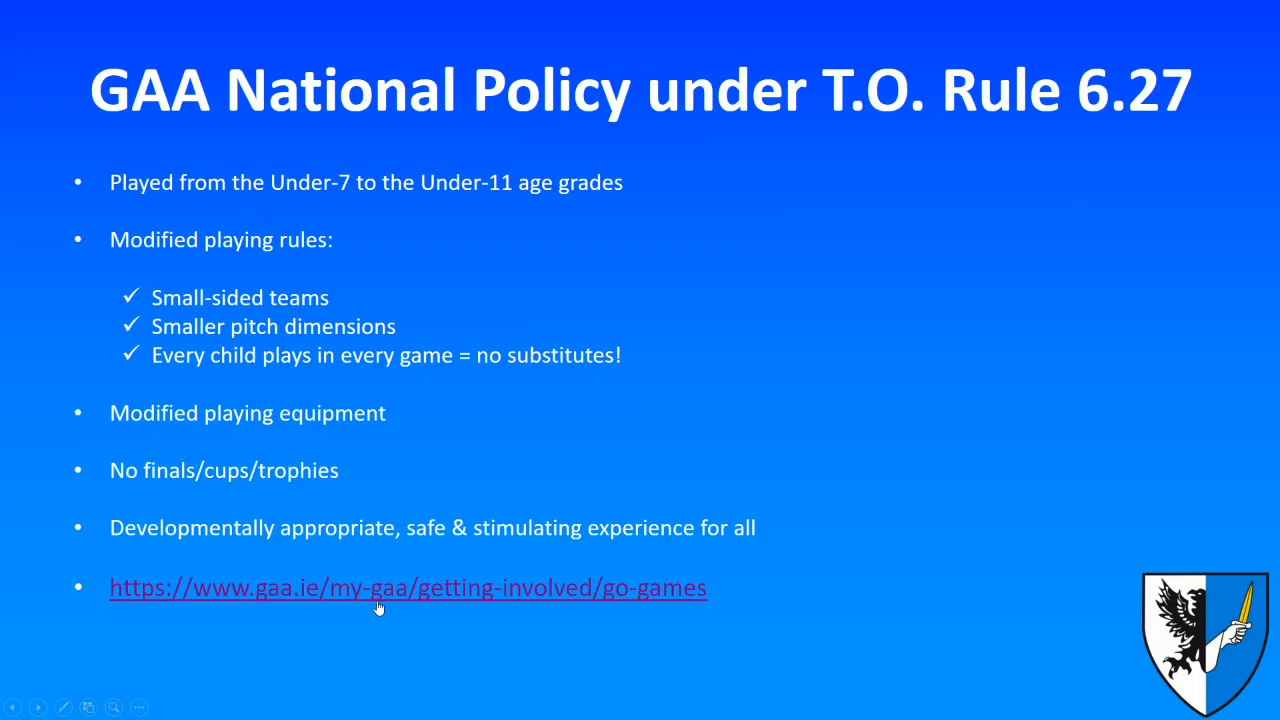 GAA National Policy under T.O. Rule 6.27
• Played from the Under-7 to the Under-11 age grades
• Modified playing rules:
✓ Small-sided teams
✓ Smaller pitch dimensions
✓ Every child plays in every game = no substitutes!
• Modified playing equipment
• No finals/cups/trophies
• Developmentally appropriate, safe & stimulating experience for all
• https://www.gaa.ie/my-gaa/getting-involved/go-games